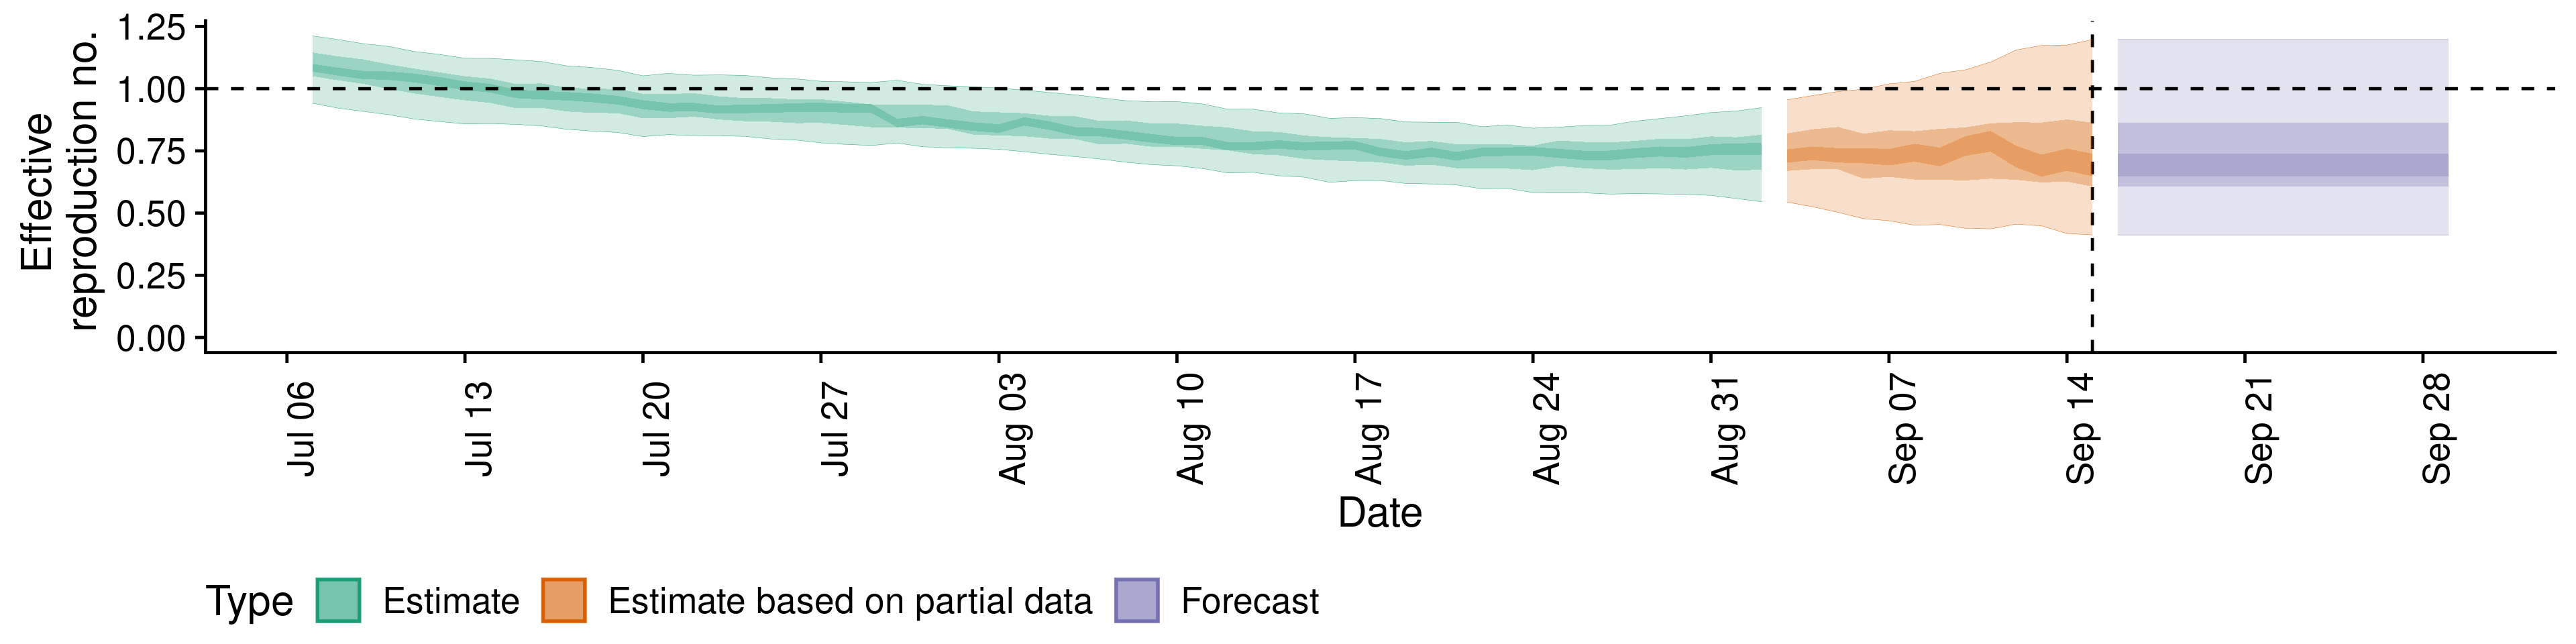 Effective
reproduction no.
1.25
1.00
0.75
0.50
0.25
0.00
Jul 06
Jul 13
Jul 20
Jul 27
Aug 03
Aug 10
Aug 17
Aug 24
Aug 31
Sep 07
Sep 14
Sep 21
Sep 28
Date
Type Estimate Estimate based on partial data Forecast